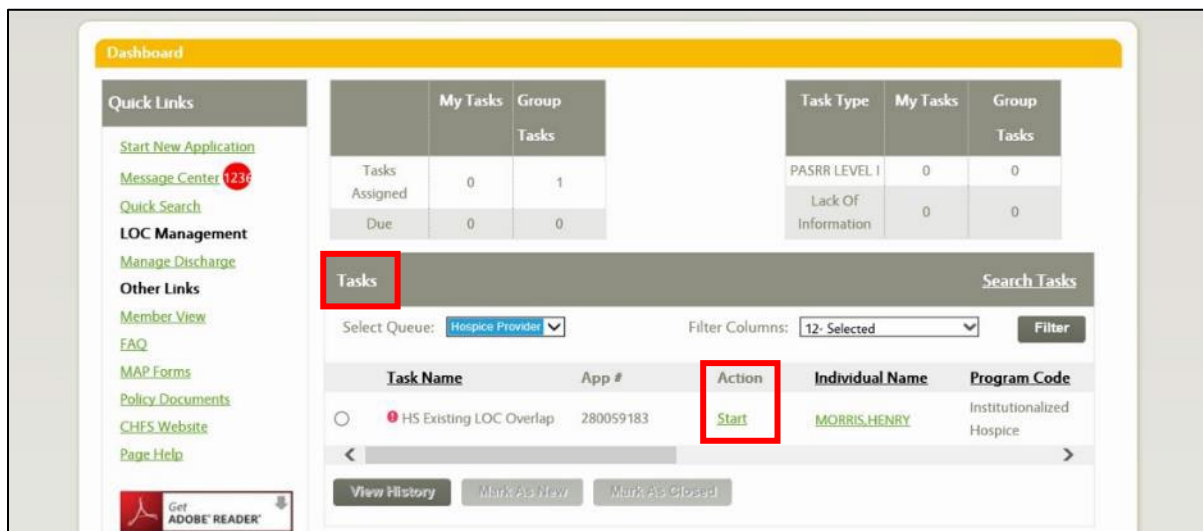 Dashboard
Quick Links
Start New Application
Message Center 1236
Quick Search
LOC Management
Manage Discharge
Other Links
Member View
FAQ
MAP Forms
Policy Documents
CHFS Website
Page Help
Get
ADOBE® READER®
My Tasks Group
Tasks
Tasks
Assigned 0 1
Due 0 0
Task Type My Tasks Group
Tasks
PASRR LEVEL I 0 0
Lack Of
Information 0 0
Tasks Search Tasks
Select Queue: Hospice Provider Filter Columns: 12- Selected Filter
Task Name App # Action Individual Name Program Code
HS Existing LOC Overlap 280059183 Start MORRIS,HENRY Institutionalized
Hospice
View History Mark As New Mark As Closed